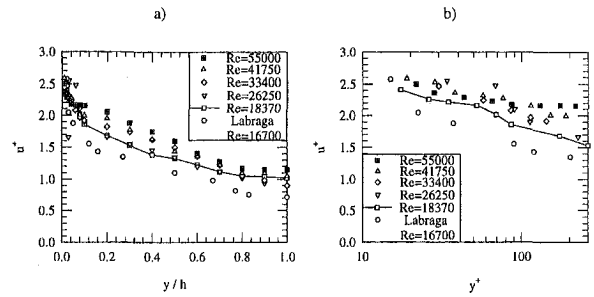 a)
3.0
2.5
2.0
1.5
1.0
0.5
0.0
u+
0.0 0.2 0.4 0.6 0.8 1.0
y / h
Re=55000
Re=41750
Re=33400
Re=26250
Re=18370
Labraga
Re=16700
b)
3.0
2.5
2.0
1.5
1.0
0.5
0.0
u+
10 100
y+
Re=55000
Re=41750
Re=33400
Re=26250
Re=18370
Labraga
Re=16700